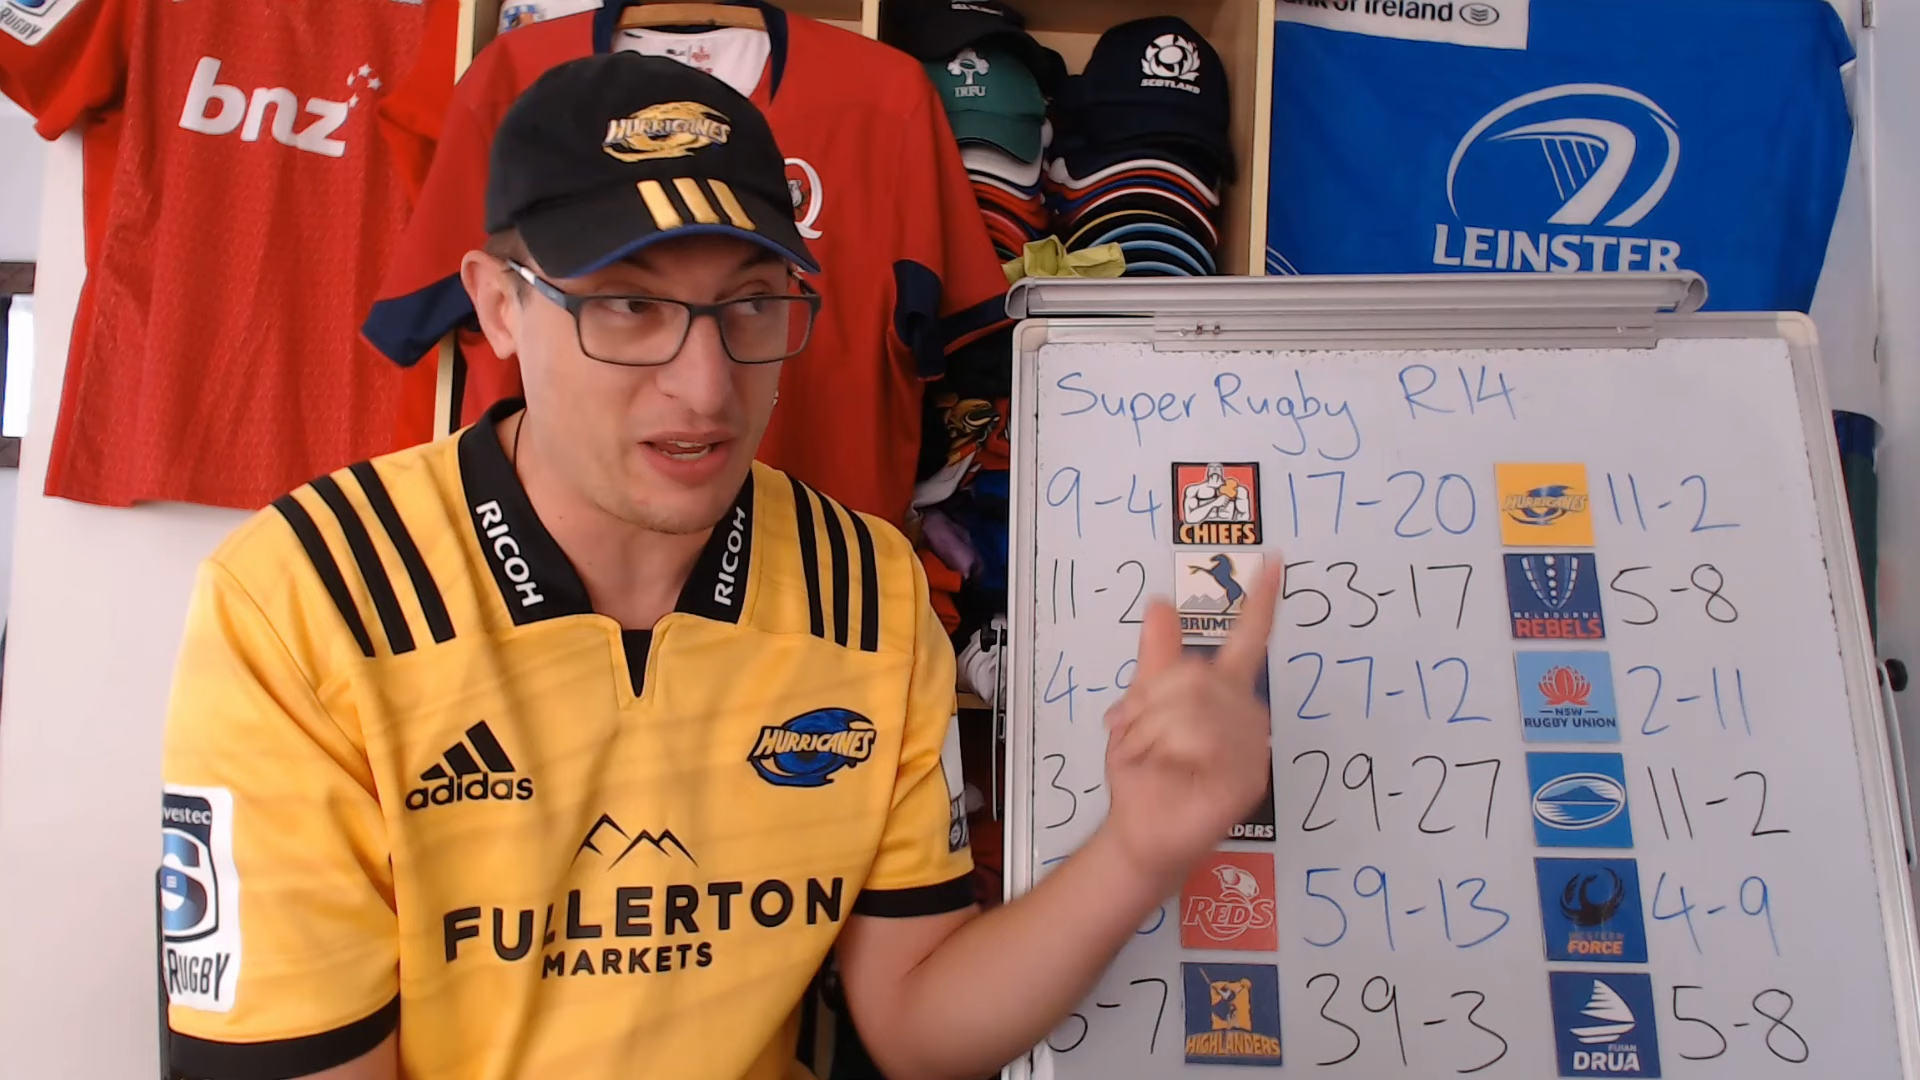 RUGBY
bnz
HURRICANES
Q
IRFU
SCOTLAND
of Ireland
LEINSTER
RICOH
RICOH
adidas
HURRICANES
FULLERTON
MARKETS
vestec
S
RUGBY
Super Rugby R14
9-4 CHIEFS 17-20 HURRICANES 11-2
11-2 53-17 MELBOURNE REBELS 5-8
27-12 NSW RUGBY UNION 2-11
3- 29-27 11-2
REDS 59-13 WESTERN FORCE 4-9
-7 HIGHLANDERS 39-3 FIJIAN DRUA 5-8